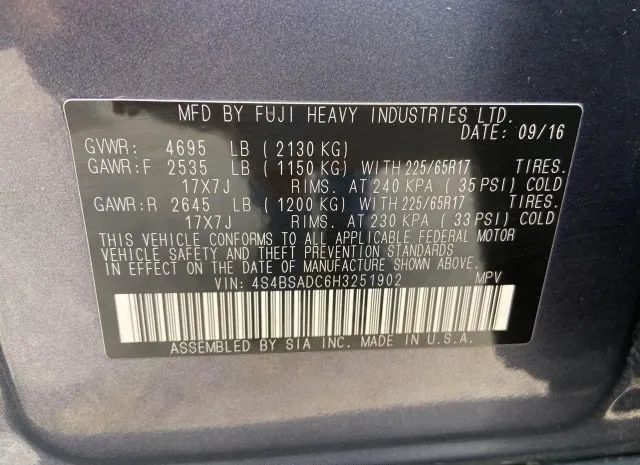 MFD BY FUJI HEAVY INDUSTRIES LTD.
DATE: 09/16
GVWR: 4695 LB (2130 KG)
GAWR:F 2535 LB (1150 KG) WITH 225/65R17 TIRES.
17X7J RIMS. AT 240 KPA (35 PSI) COLD
GAWR:R 2645 LB (1200 KG) WITH 225/65R17 TIRES.
17X7J RIMS. AT 230 KPA (33 PSI) COLD
THIS VEHICLE CONFORMS TO ALL APPLICABLE FEDERAL MOTOR
VEHICLE SAFETY AND THEFT PREVENTION STANDARDS
IN EFFECT ON THE DATE OF MANUFACTURE SHOWN ABOVE.
VIN: 4S4BSADC6H3251902 MPV
ASSEMBLED BY SIA INC. MADE IN U.S.A.